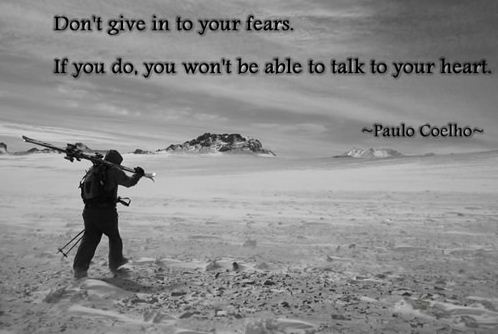 Don't give in to your fears.
If you do, you won't be able to talk to your heart.
~Paulo Coelho~